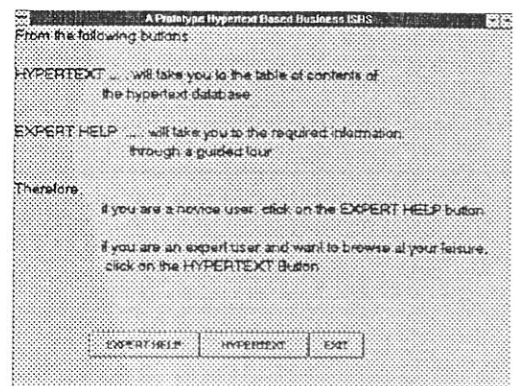 A Prototype Hypertext Based Business ISRS
From the following buttons
HYPERTEXT ... will take you to the table of contents of
the hypertext database
EXPERT HELP ... will take you to the required information
through a guided tour
Therefore
if you are a novice user, click on the EXPERT HELP button
if you are an expert user and want to browse at your leisure,
click on the HYPERTEXT Button
EXPERT HELP HYPERTEXT EXIT